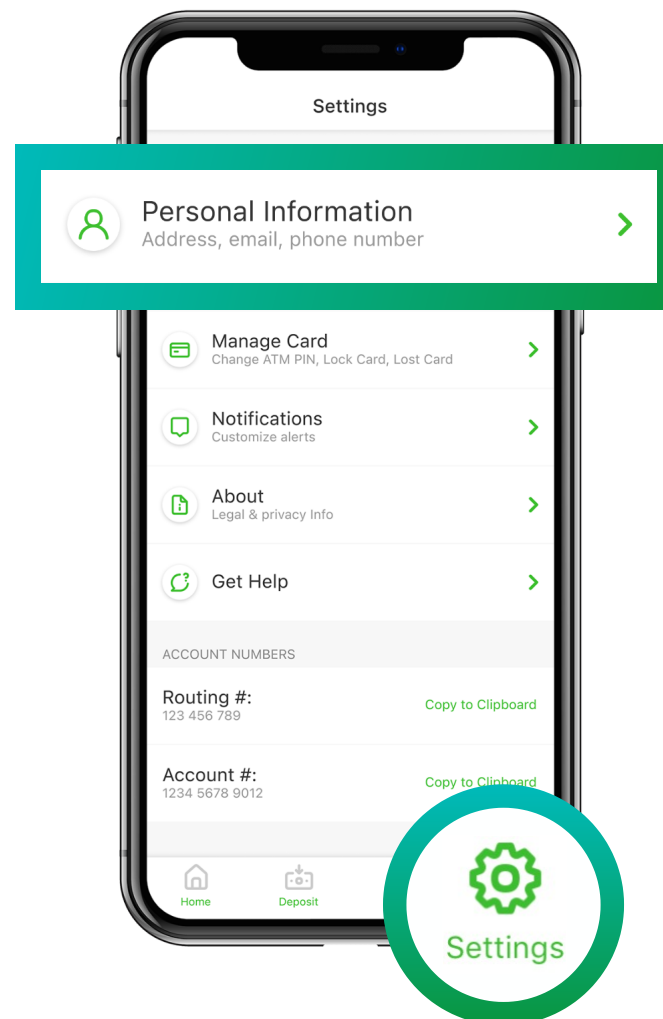 Settings
Personal Information
Address, email, phone number
Manage Card
Change ATM PIN, Lock Card, Lost Card
Notifications
Customize alerts
About
Legal & privacy Info
Get Help
ACCOUNT NUMBERS
Routing #:
123 456 789
Copy to Clipboard
Account #:
1234 5678 9012
Copy to Clipboard
Home
Deposit
Settings